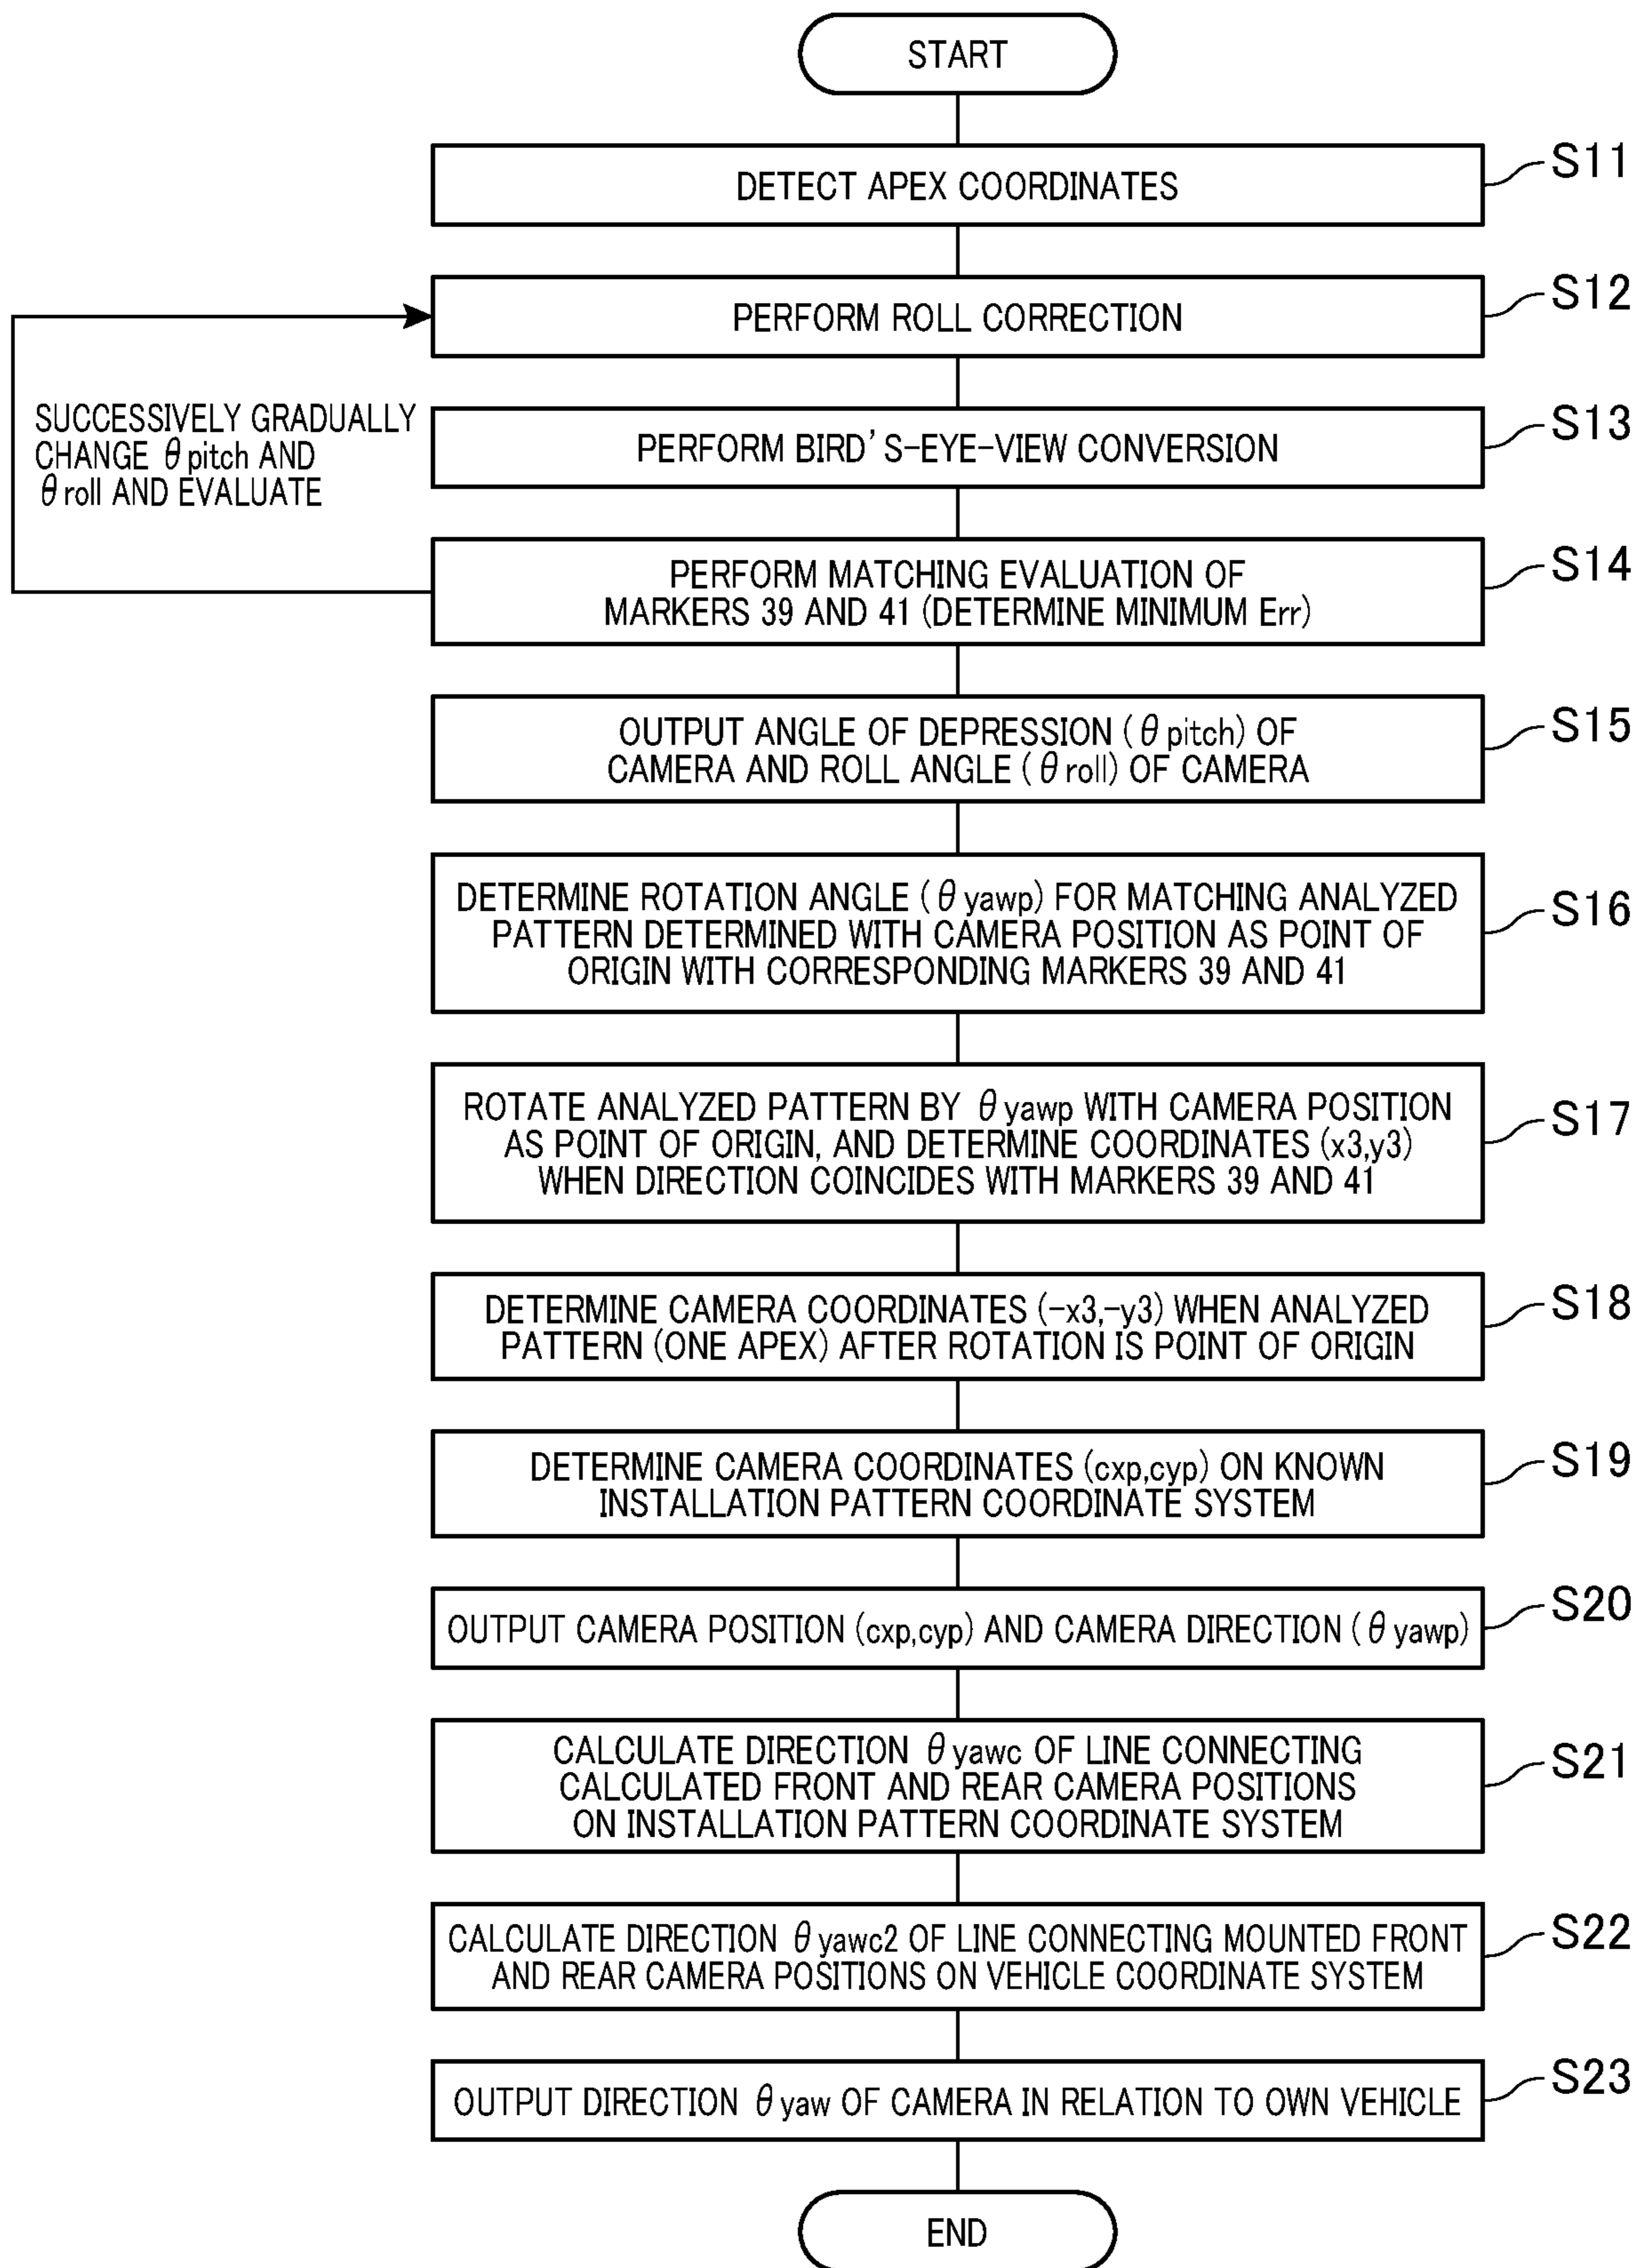 START
S11
DETECT APEX COORDINATES
S12
PERFORM ROLL CORRECTION
SUCCESSIVELY GRADUALLY
CHANGE θpitch AND
θroll AND EVALUATE
S13
PERFORM BIRD'S-EYE-VIEW CONVERSION
S14
PERFORM MATCHING EVALUATION OF
MARKERS 39 AND 41 (DETERMINE MINIMUM Err)
S15
OUTPUT ANGLE OF DEPRESSION (θpitch) OF
CAMERA AND ROLL ANGLE (θroll) OF CAMERA
S16
DETERMINE ROTATION ANGLE (θyawp) FOR MATCHING ANALYZED
PATTERN DETERMINED WITH CAMERA POSITION AS POINT OF
ORIGIN WITH CORRESPONDING MARKERS 39 AND 41
S17
ROTATE ANALYZED PATTERN BY θyawp WITH CAMERA POSITION
AS POINT OF ORIGIN, AND DETERMINE COORDINATES (x3,y3)
WHEN DIRECTION COINCIDES WITH MARKERS 39 AND 41
S18
DETERMINE CAMERA COORDINATES (-x3,-y3) WHEN ANALYZED
PATTERN (ONE APEX) AFTER ROTATION IS POINT OF ORIGIN
S19
DETERMINE CAMERA COORDINATES (cxp,cyp) ON KNOWN
INSTALLATION PATTERN COORDINATE SYSTEM
S20
OUTPUT CAMERA POSITION (cxp,cyp) AND CAMERA DIRECTION (θyawp)
S21
CALCULATE DIRECTION θyawc OF LINE CONNECTING
CALCULATED FRONT AND REAR CAMERA POSITIONS
ON INSTALLATION PATTERN COORDINATE SYSTEM
S22
CALCULATE DIRECTION θyawc2 OF LINE CONNECTING MOUNTED FRONT
AND REAR CAMERA POSITIONS ON VEHICLE COORDINATE SYSTEM
S23
OUTPUT DIRECTION θyaw OF CAMERA IN RELATION TO OWN VEHICLE
END